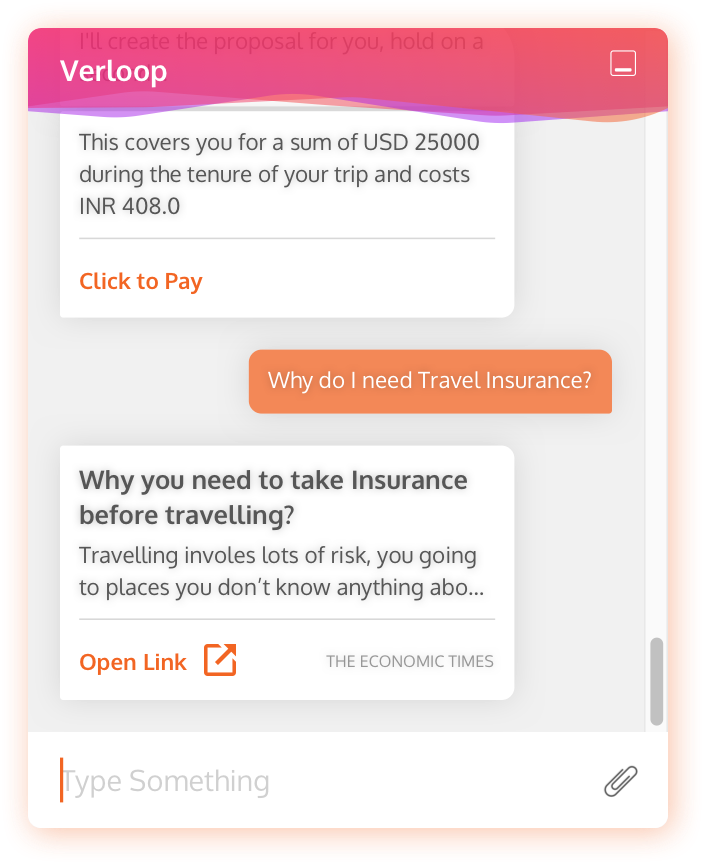 I'll create the proposal for you, hold on a
Verloop
This covers you for a sum of USD 25000
during the tenure of your trip and costs
INR 408.0
Click to Pay
Why do I need Travel Insurance?
Why you need to take Insurance
before travelling?
Travelling involes lots of risk, you going
to places you don’t know anything abo...
Open Link
THE ECONOMIC TIMES
Type Something